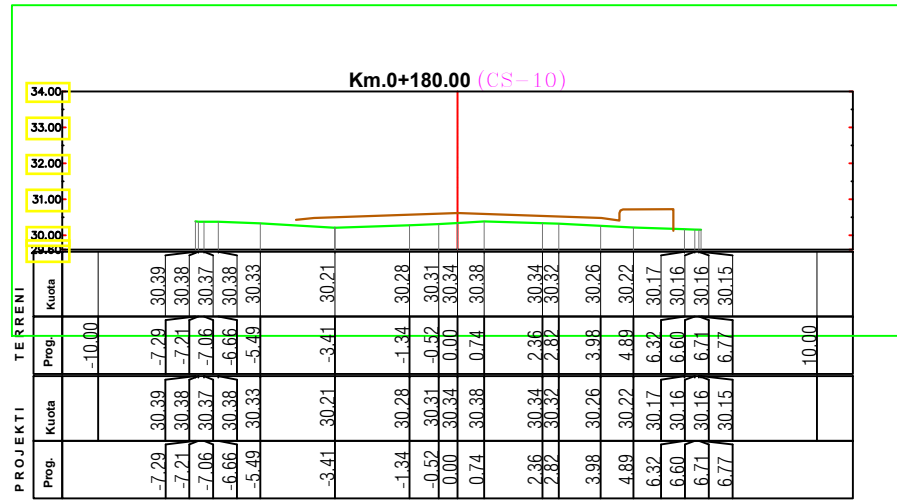 Km.0+180.00 (CS-10)
34.00
33.00
32.00
31.00
30.00
29.60
TERRENI
Kuota 30.39 30.38 30.37 30.38 30.33 30.21 30.28 30.31 30.34 30.38 30.34 30.32 30.26 30.22 30.17 30.16 30.16 30.15
Prog. -10.00 -7.29 -7.21 -7.06 -6.66 -5.49 -3.41 -1.34 -0.52 0.00 0.74 2.36 2.82 3.98 4.89 6.32 6.60 6.71 6.77 10.00
PROJEKTI
Kuota 30.39 30.38 30.37 30.38 30.33 30.21 30.28 30.31 30.34 30.38 30.34 30.32 30.26 30.22 30.17 30.16 30.16 30.15
Prog. -7.29 -7.21 -7.06 -6.66 -5.49 -3.41 -1.34 -0.52 0.00 0.74 2.36 2.82 3.98 4.89 6.32 6.60 6.71 6.77